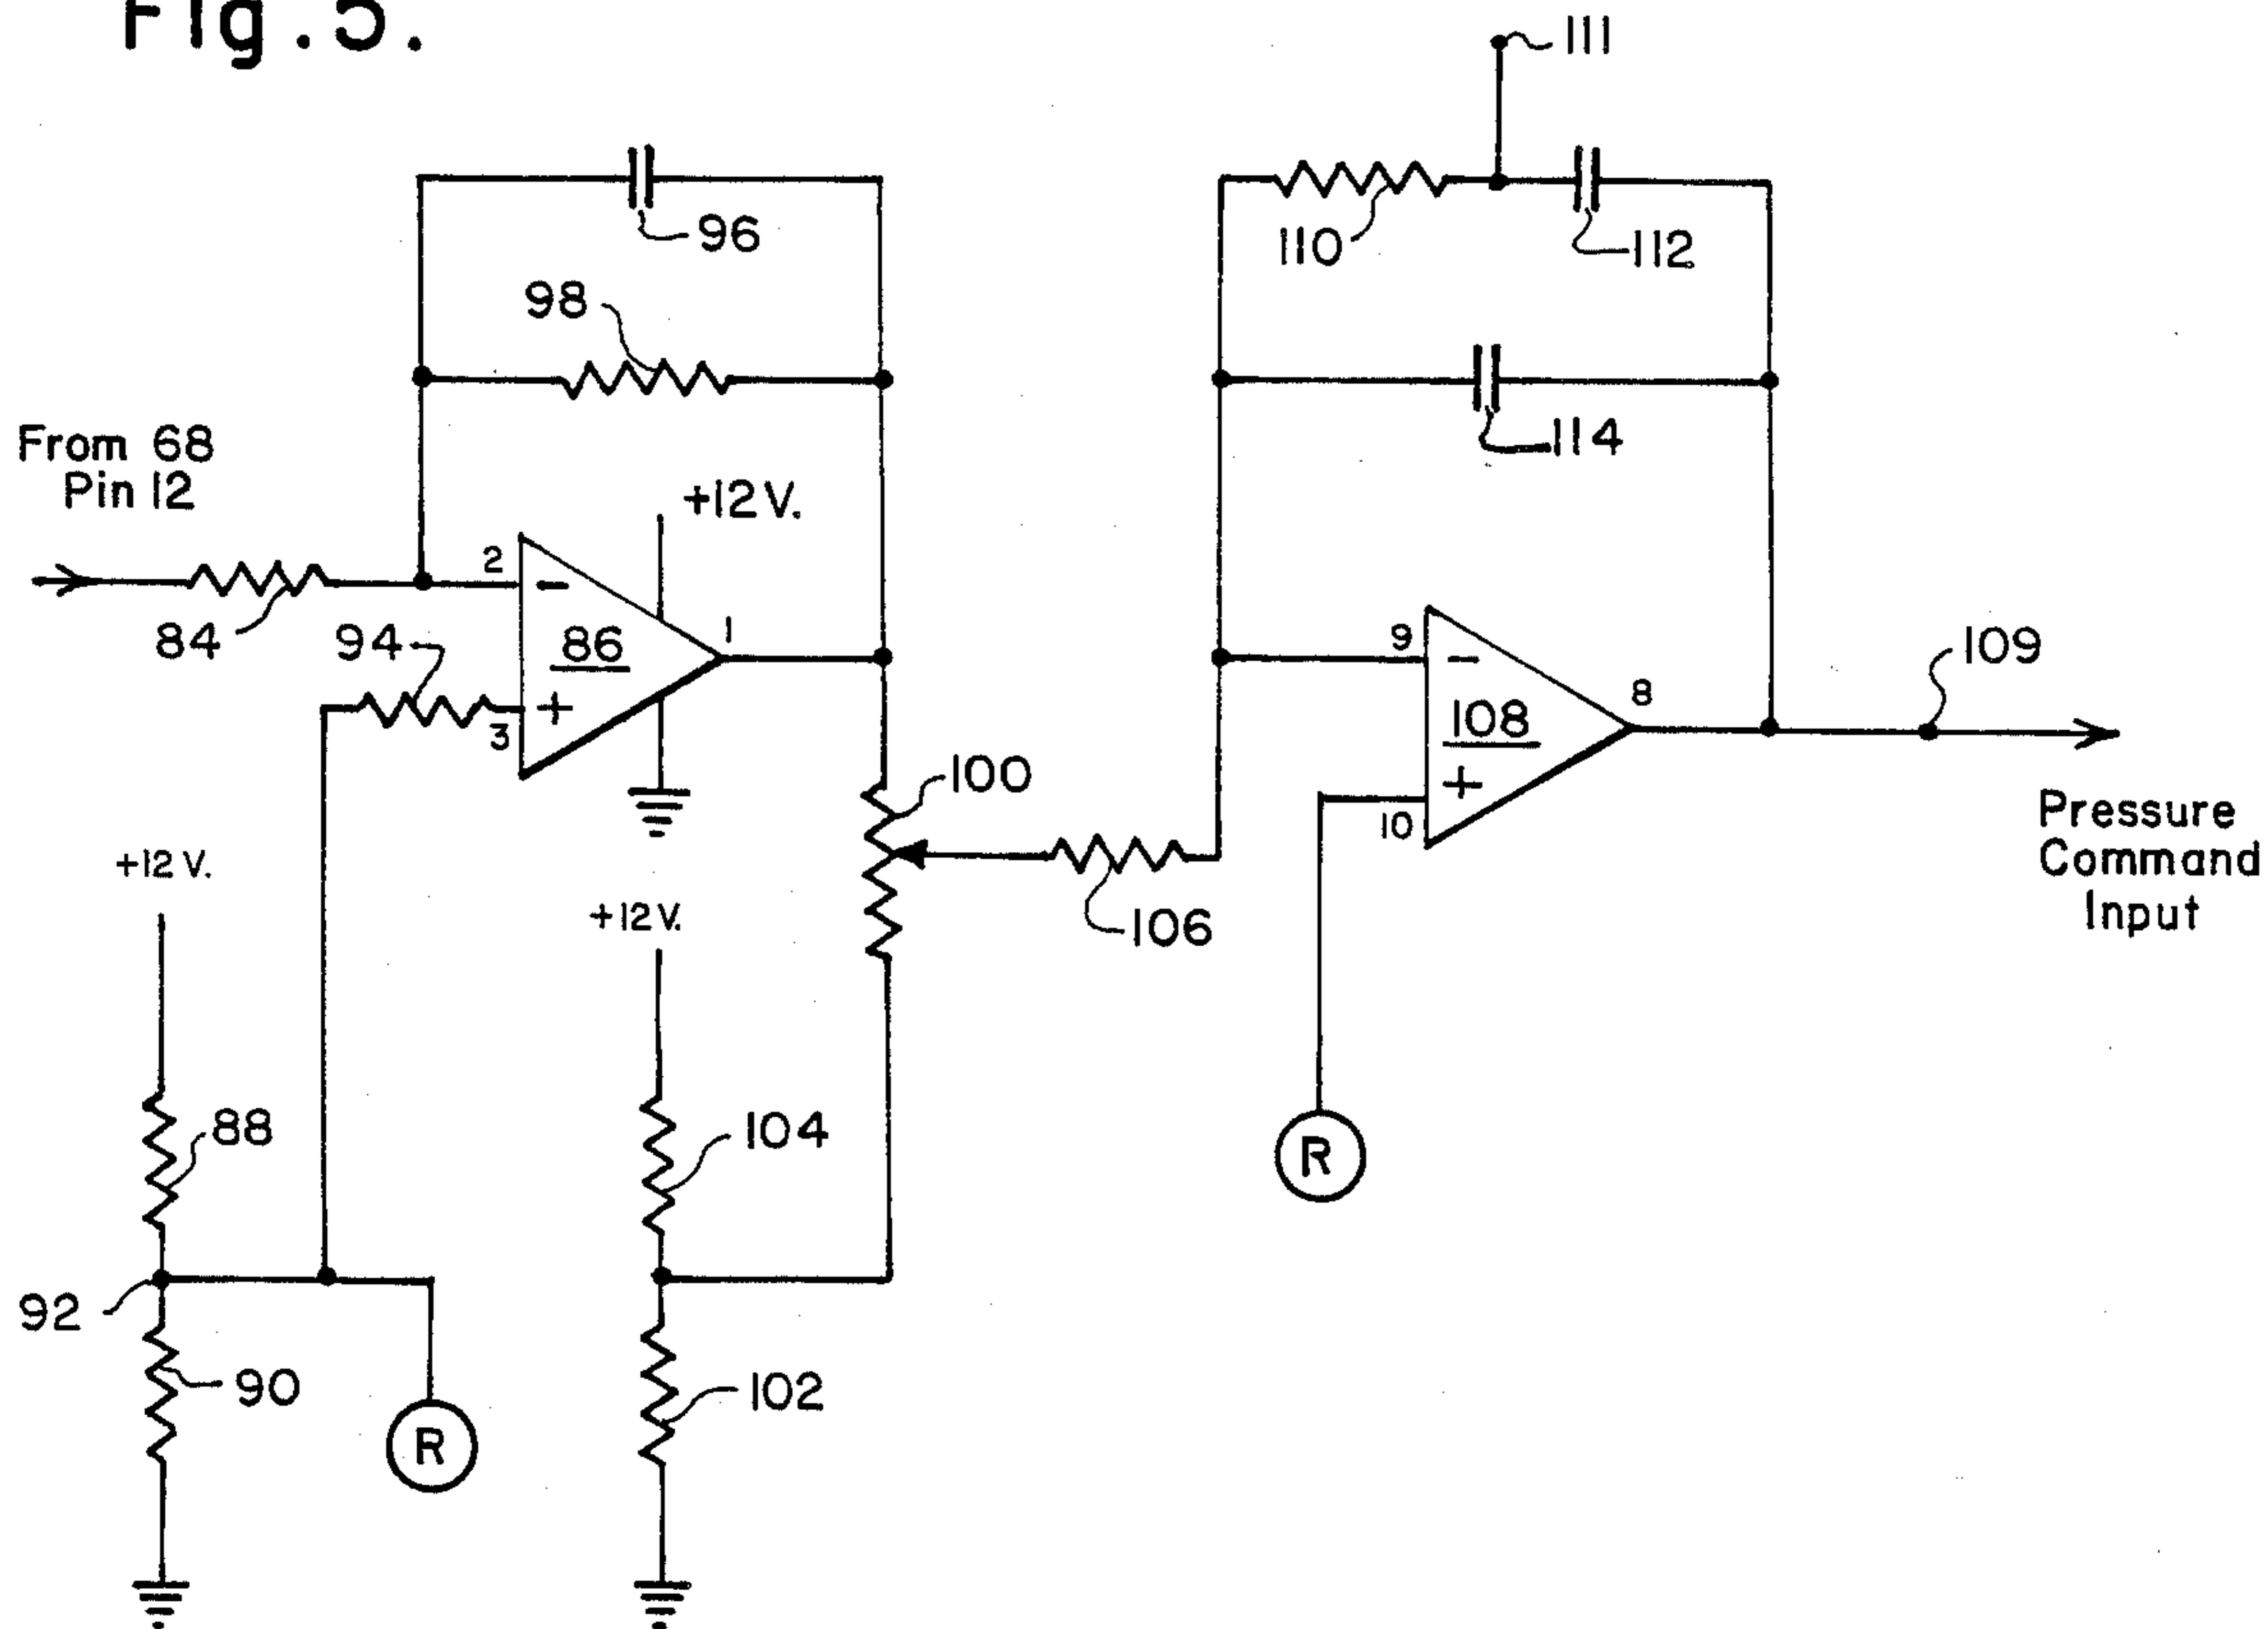 Fig.5.
111
96
110
112
98
114
From 68
Pin 12
+12 V.
2
-
84
94
86
1
+
3
9
-
108
8
109
+
10
100
Pressure
Command
Input
+12 V.
+12 V.
106
88
104
R
92
90
102
R